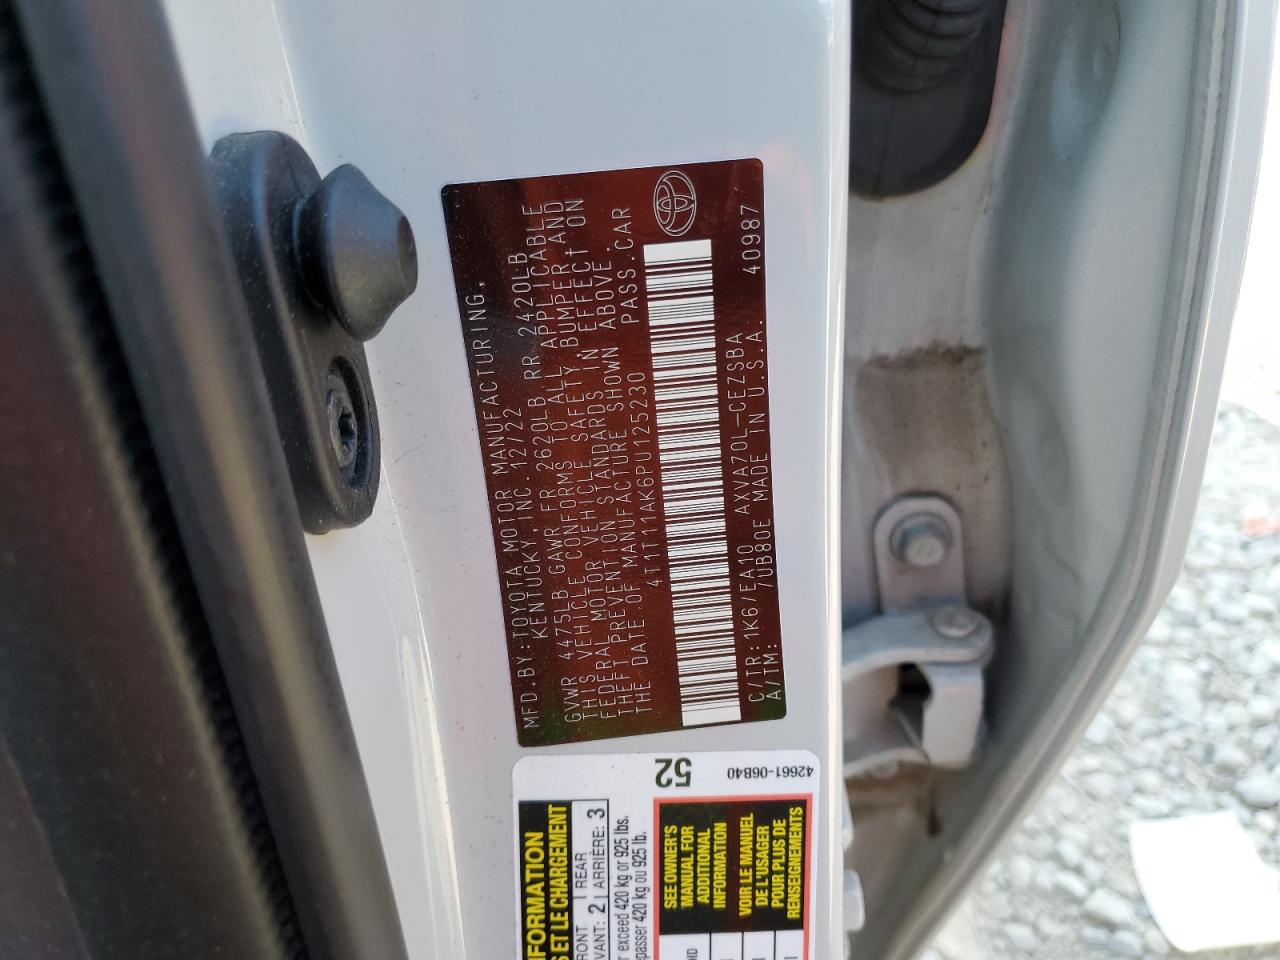 MFD.BY:TOYOTA MOTOR MANUFACTURING,
KENTUCKY, INC. 12/22
GVWR 4475LB GAWR FR 2620LB RR 2420LB
THIS VEHICLE CONFORMS TO ALL APPLICABLE
FEDERAL MOTOR VEHICLE SAFETY, BUMPER, AND
THEFT PREVENTION STANDARDS IN EFFECT ON
THE DATE OF MANUFACTURE SHOWN ABOVE.
4T1T11AK6PU125230 PASS.CAR
C/TR:1K6/EA10 AXVA70L-CEZSBA 40987
A/TM: /UB80E MADE IN U.S.A.
52
42661-06B40
INFORMATION
S ET LE CHARGEMENT
FRONT | REAR
AVANT: 2 | ARRIÈRE: 3
exceed 420 kg or 925 lbs.
passer 420 kg ou 925 lb.
SEE OWNER'S
MANUAL FOR
ADDITIONAL
INFORMATION
VOIR LE MANUEL
DE L'USAGER
POUR PLUS DE
RENSEIGNEMENTS